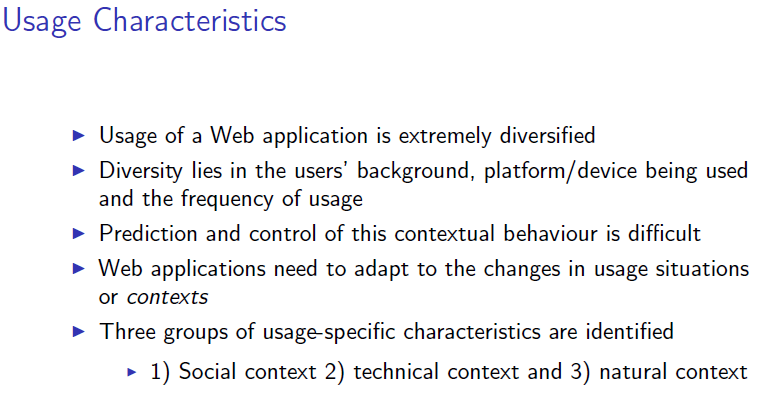 Usage Characteristics
▶ Usage of a Web application is extremely diversified
▶ Diversity lies in the users' background, platform/device being used
and the frequency of usage
▶ Prediction and control of this contextual behaviour is difficult
▶ Web applications need to adapt to the changes in usage situations
or contexts
▶ Three groups of usage-specific characteristics are identified
▶ 1) Social context 2) technical context and 3) natural context